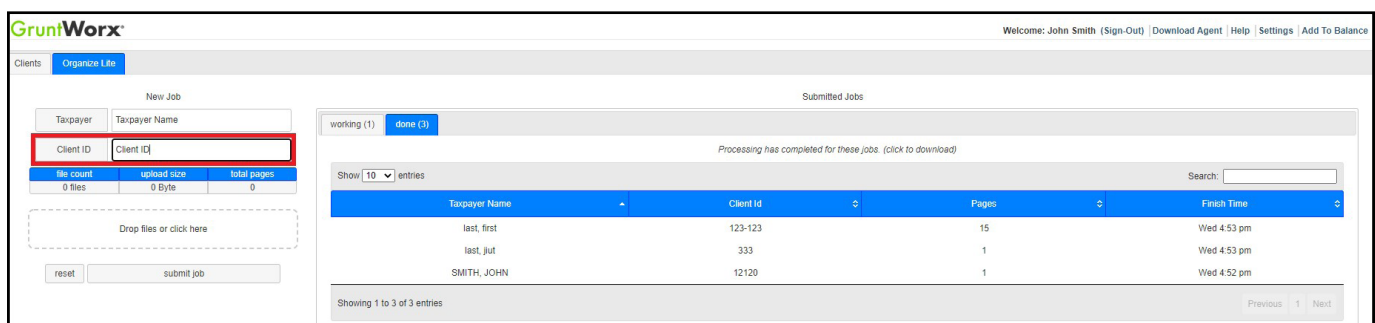 GruntWorx
Welcome: John Smith (Sign-Out) | Download Agent | Help | Settings | Add To Balance
Clients Organize Lite
New Job
Taxpayer Taxpayer Name
Client ID Client ID
file count upload size total pages
0 files 0 Byte 0
Drop files or click here
reset submit job
Submitted Jobs
working (1) done (3)
Processing has completed for these jobs. (click to download)
Show 10 entries Search:
Taxpayer Name Client Id Pages Finish Time
last, first 123-123 15 Wed 4:53 pm
last, jiut 333 1 Wed 4:53 pm
SMITH, JOHN 12120 1 Wed 4:52 pm
Showing 1 to 3 of 3 entries Previous 1 Next